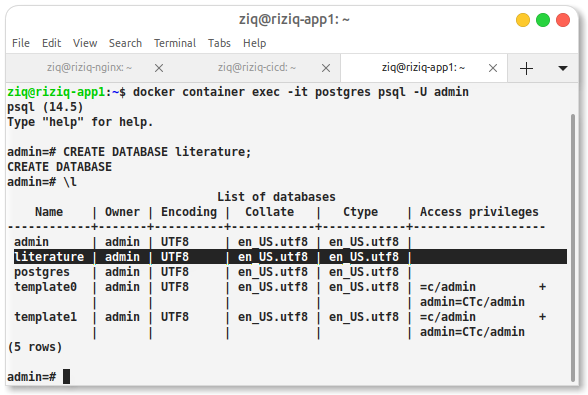 ziq@riziq-app1: ~
File Edit View Search Terminal Tabs Help
ziq@riziq-nginx: ~ ziq@riziq-cicd: ~ ziq@riziq-app1: ~
ziq@riziq-app1:~$ docker container exec -it postgres psql -U admin
psql (14.5)
Type "help" for help.
admin=# CREATE DATABASE literature;
CREATE DATABASE
admin=# \l
                              List of databases
    Name    | Owner | Encoding |  Collate   |   Ctype    | Access privileges
------------+-------+----------+------------+------------+-------------------
 admin      | admin | UTF8     | en_US.utf8 | en_US.utf8 |
 literature | admin | UTF8     | en_US.utf8 | en_US.utf8 |
 postgres   | admin | UTF8     | en_US.utf8 | en_US.utf8 |
 template0  | admin | UTF8     | en_US.utf8 | en_US.utf8 | =c/admin         +
            |       |          |            |            | admin=CTc/admin
 template1  | admin | UTF8     | en_US.utf8 | en_US.utf8 | =c/admin         +
            |       |          |            |            | admin=CTc/admin
(5 rows)
admin=#